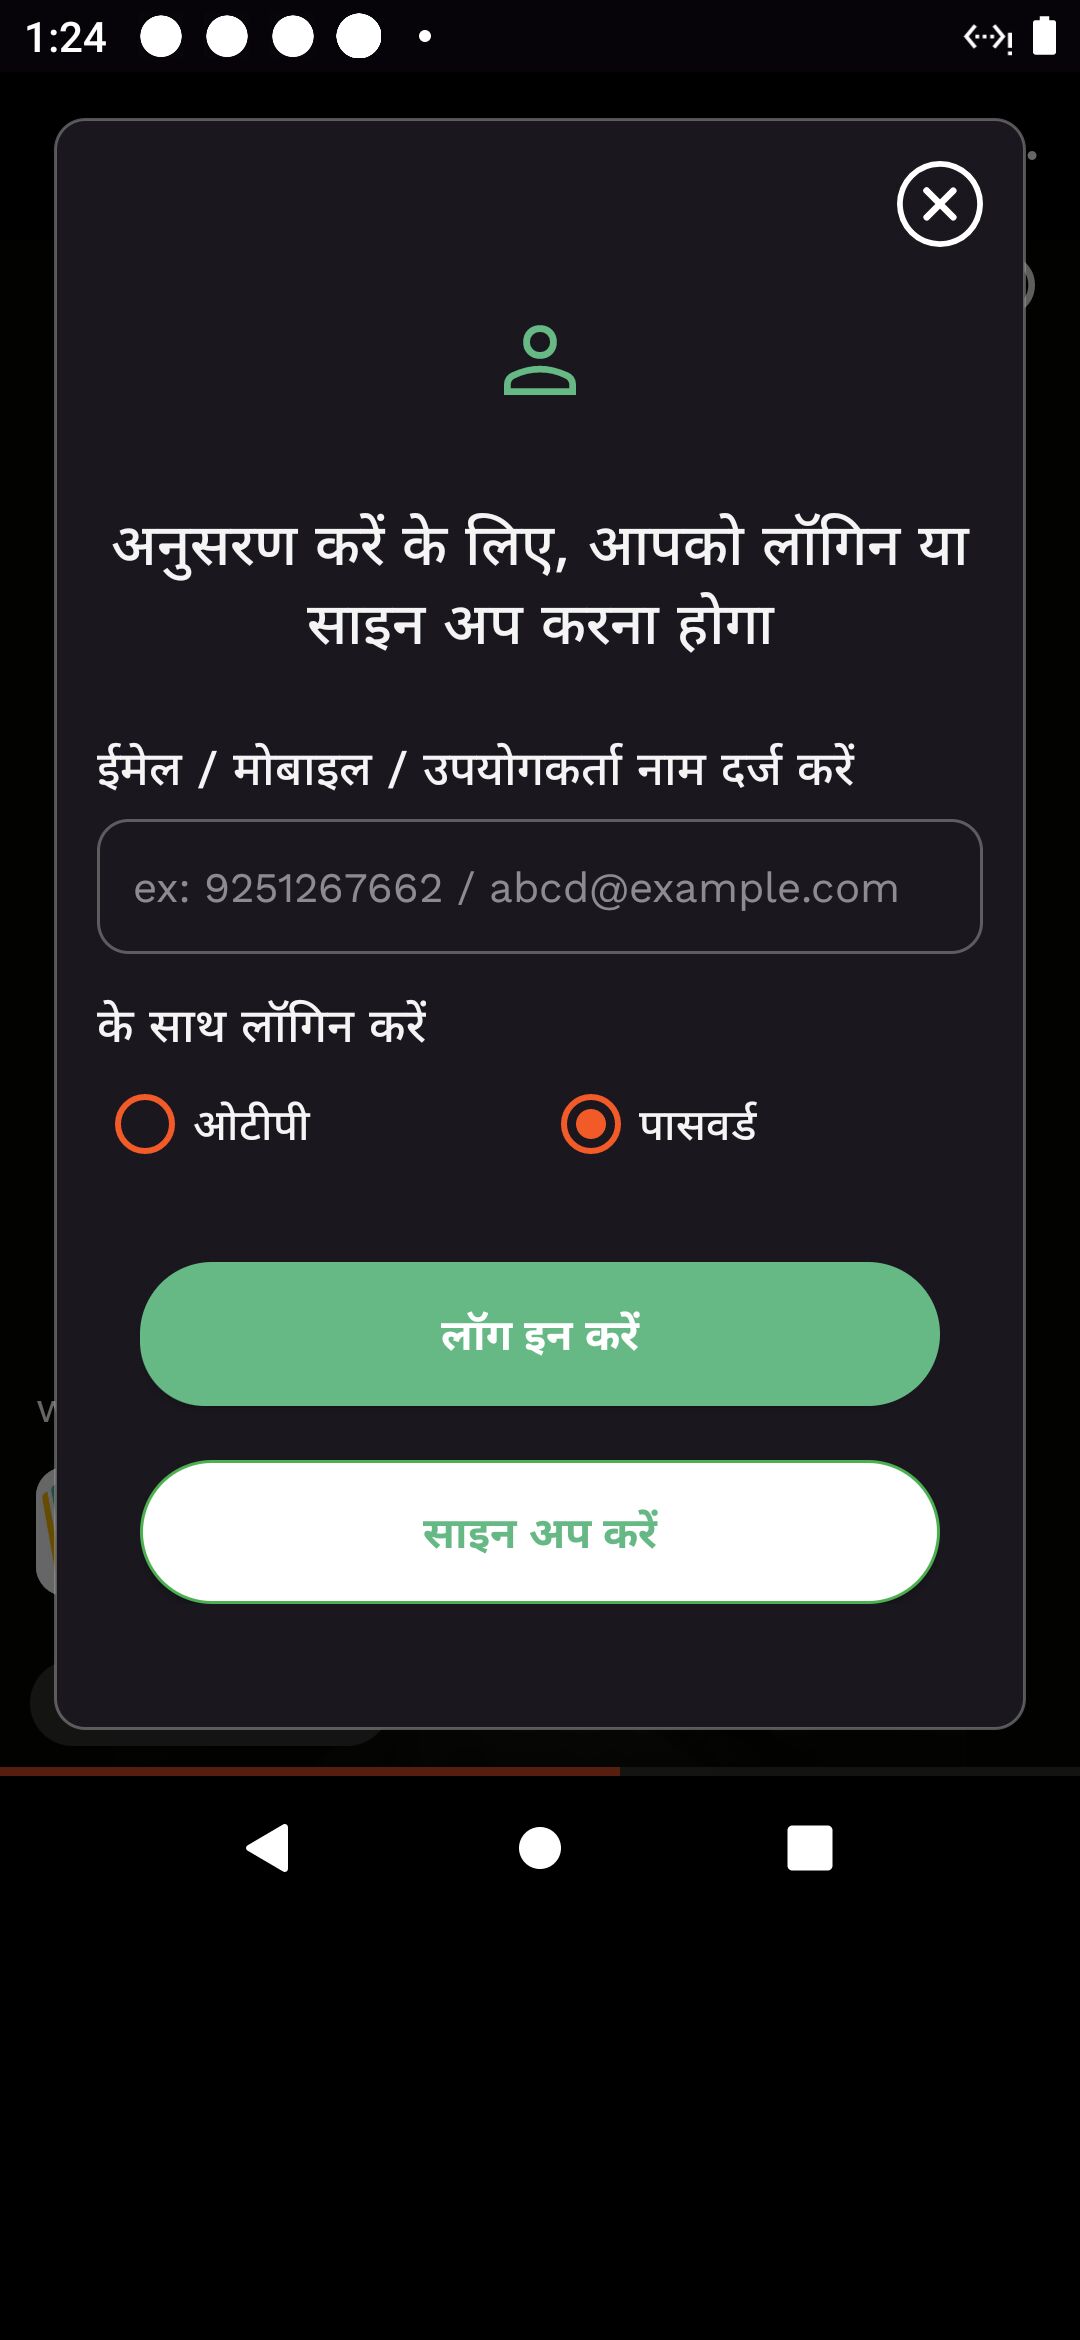 1:24
अनुसरण करें के लिए, आपको लॉगिन या
साइन अप करना होगा
ईमेल / मोबाइल / उपयोगकर्ता नाम दर्ज करें
ex: 9251267662 / abcd@example.com
के साथ लॉगिन करें
ओटीपी
पासवर्ड
लॉग इन करें
साइन अप करें